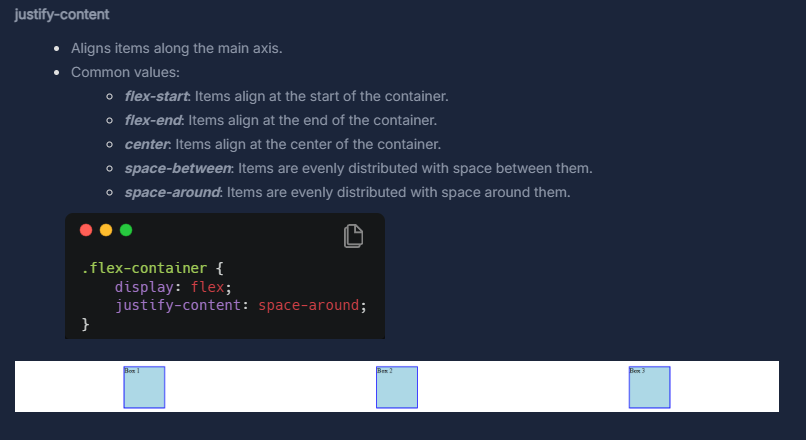 justify-content
Aligns items along the main axis.
Common values:
flex-start: Items align at the start of the container.
flex-end: Items align at the end of the container.
center: Items align at the center of the container.
space-between: Items are evenly distributed with space between them.
space-around: Items are evenly distributed with space around them.
.flex-container {
    display: flex;
    justify-content: space-around;
}
Box 1 Box 2 Box 3